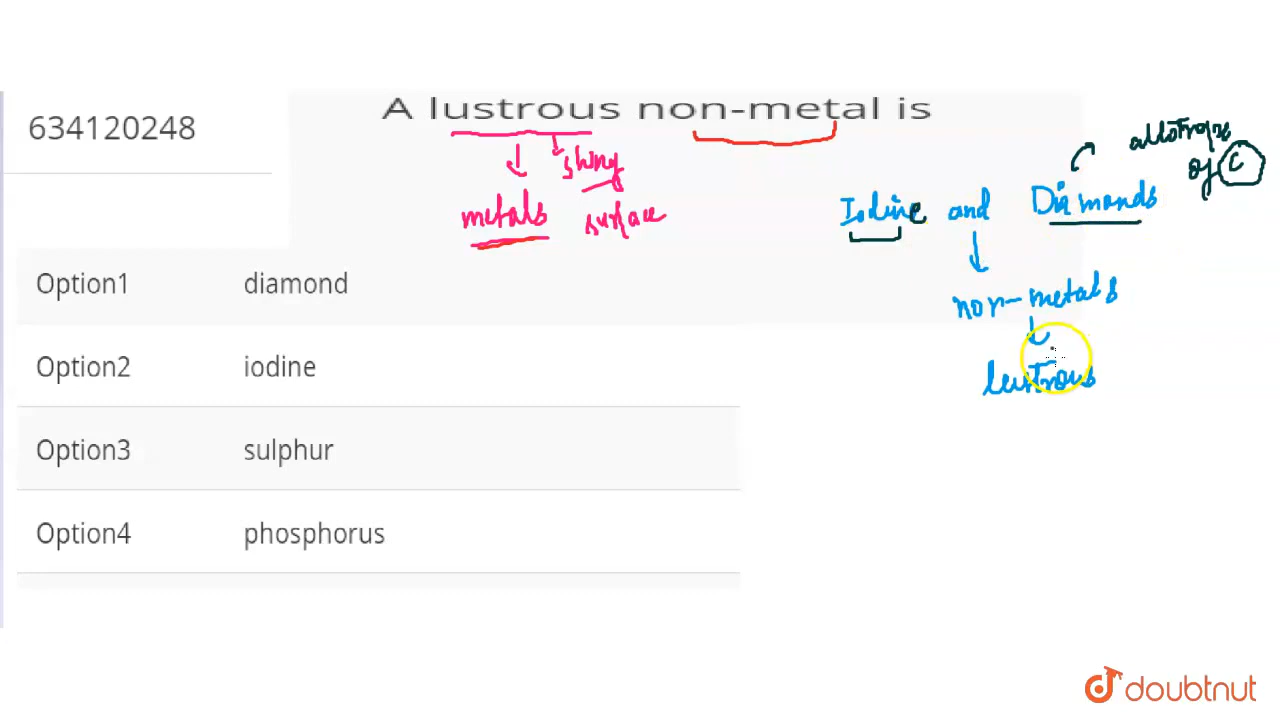 A lustrous non-metal is
634120248
shiny
surface
metals
allotrope
of C
Iodine and Diamonds
non-metals
lustrous
Option1 diamond
Option2 iodine
Option3 sulphur
Option4 phosphorus
doubtnut